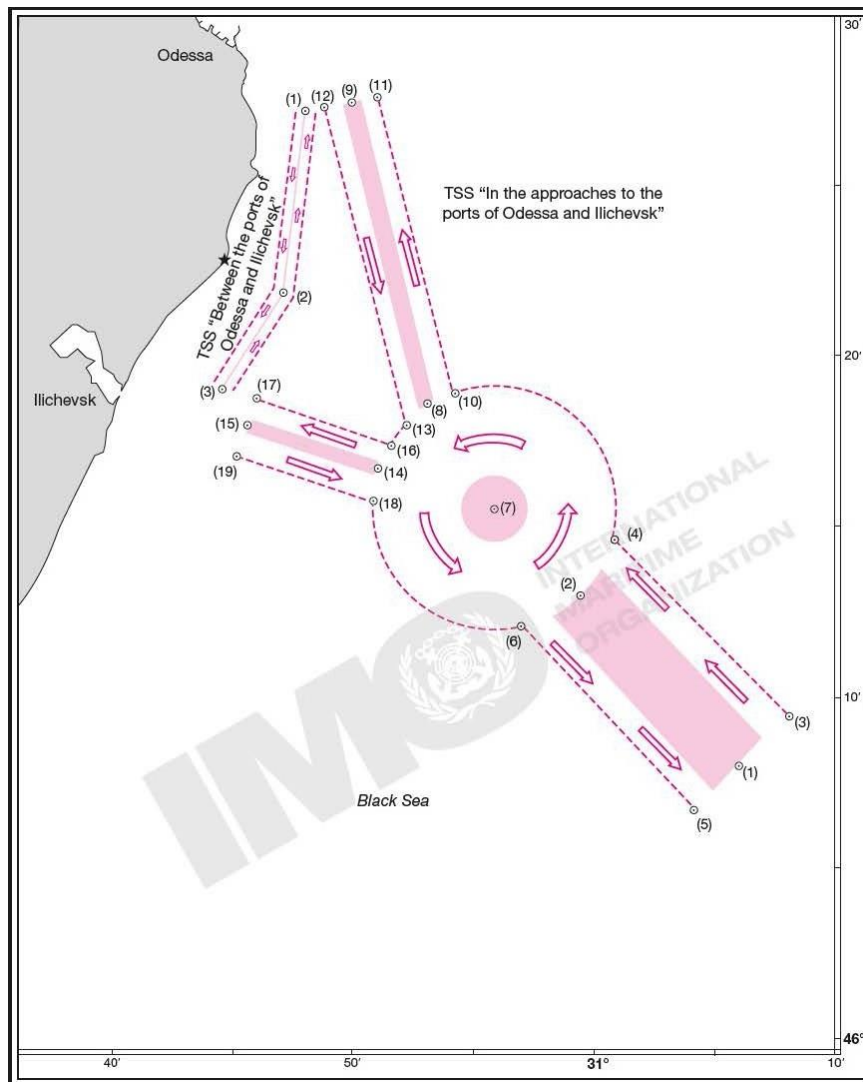 30′
Odessa
(1)
(12)
(9)
(11)
TSS “In the approaches to the
ports of Odessa and Ilichevsk”
TSS “Between the ports of
Odessa and Ilichevsk”
(2)
20′
(3)
(17)
Ilichevsk
(8)
(10)
(15)
(13)
(16)
(19)
(14)
(18)
(7)
(4)
INTERNATIONAL
MARITIME
ORGANIZATION
(2)
(6)
IMO
10′
(3)
(1)
Black Sea
(5)
46°
40′
50′
31°
10′